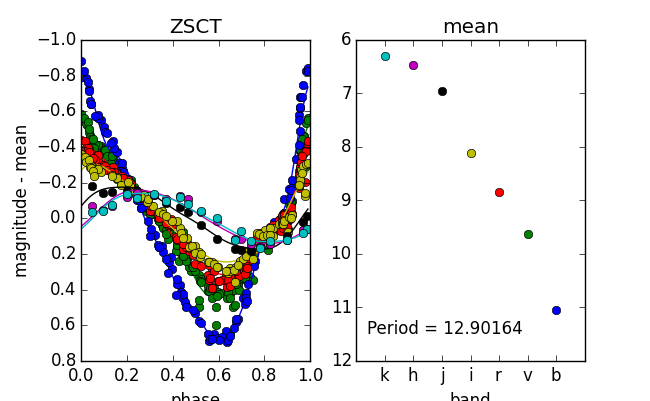 ZSCT
−1.0
−0.8
−0.6
−0.4
−0.2
0.0
0.2
0.4
0.6
0.8
magnitude - mean
0.0 0.2 0.4 0.6 0.8 1.0
phase
mean
6
7
8
9
10
11
12
Period = 12.90164
k h j i r v b
band